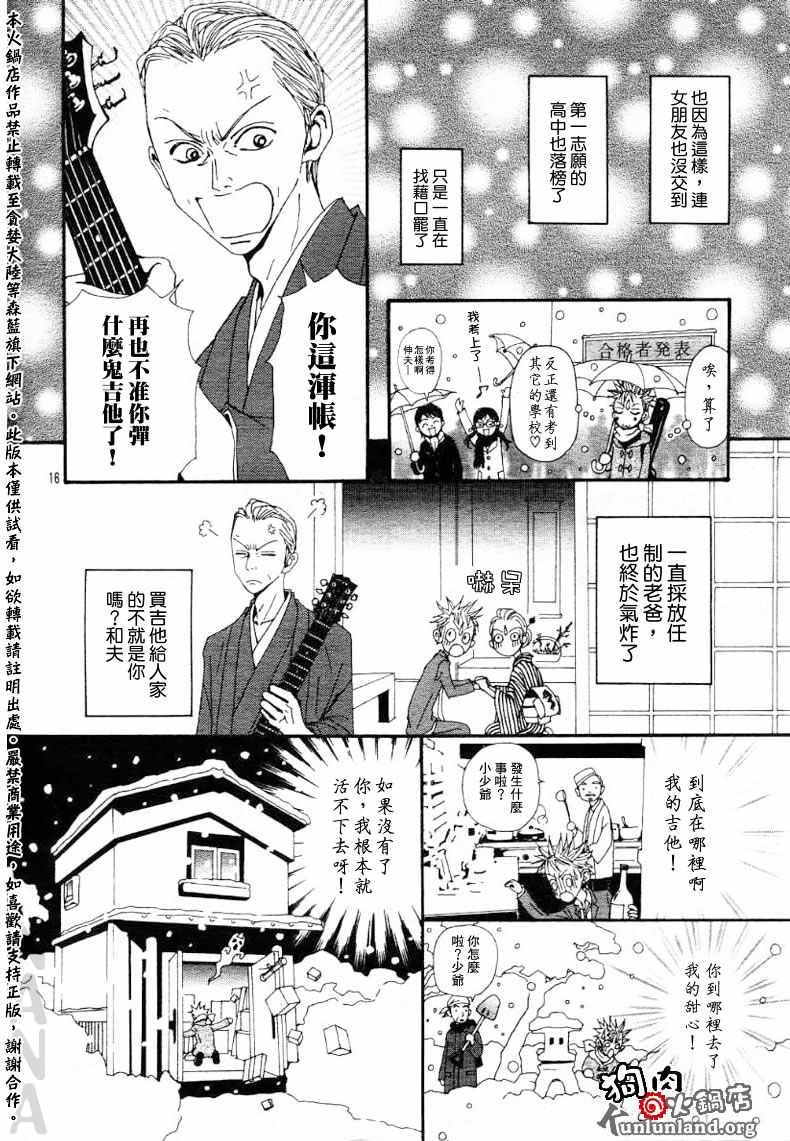 也因為這樣，連
女朋友也沒交到
第一志願的
高中也落榜了
只是一直在
找藉口罷了
你這渾帳！
再也不准你彈
什麼鬼吉他了！
合格者発表
唉，算了
反正還有考到
其它的學校♡
我考上了—
你考得
怎樣啊
伸夫—
16
一直採放任
制的老爸，
也終於氣炸了
呆
嚇
買吉他給人家
的不就是你
嗎？和夫
到底在哪裡啊
我的吉他！
發生什麼
事啦？
小少爺
如果沒有了
你，我根本就
活不下去呀！
你到哪裡去了
我的甜心！
你怎麼
啦？少爺
本火鍋店作品禁止轉載至貪婪大陸等森藍旗下網站。此版本僅供試看，如欲轉載請註明出處。嚴禁商業用途，如喜歡請支持正版，謝謝合作。
狗肉
火鍋店
Kunlunland.org